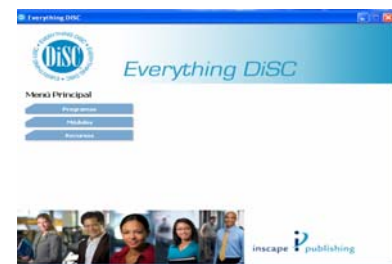 Everything DiSC
DiSC
Everything DiSC
Menú Principal
Programas
Módulos
Recursos
inscape publishing